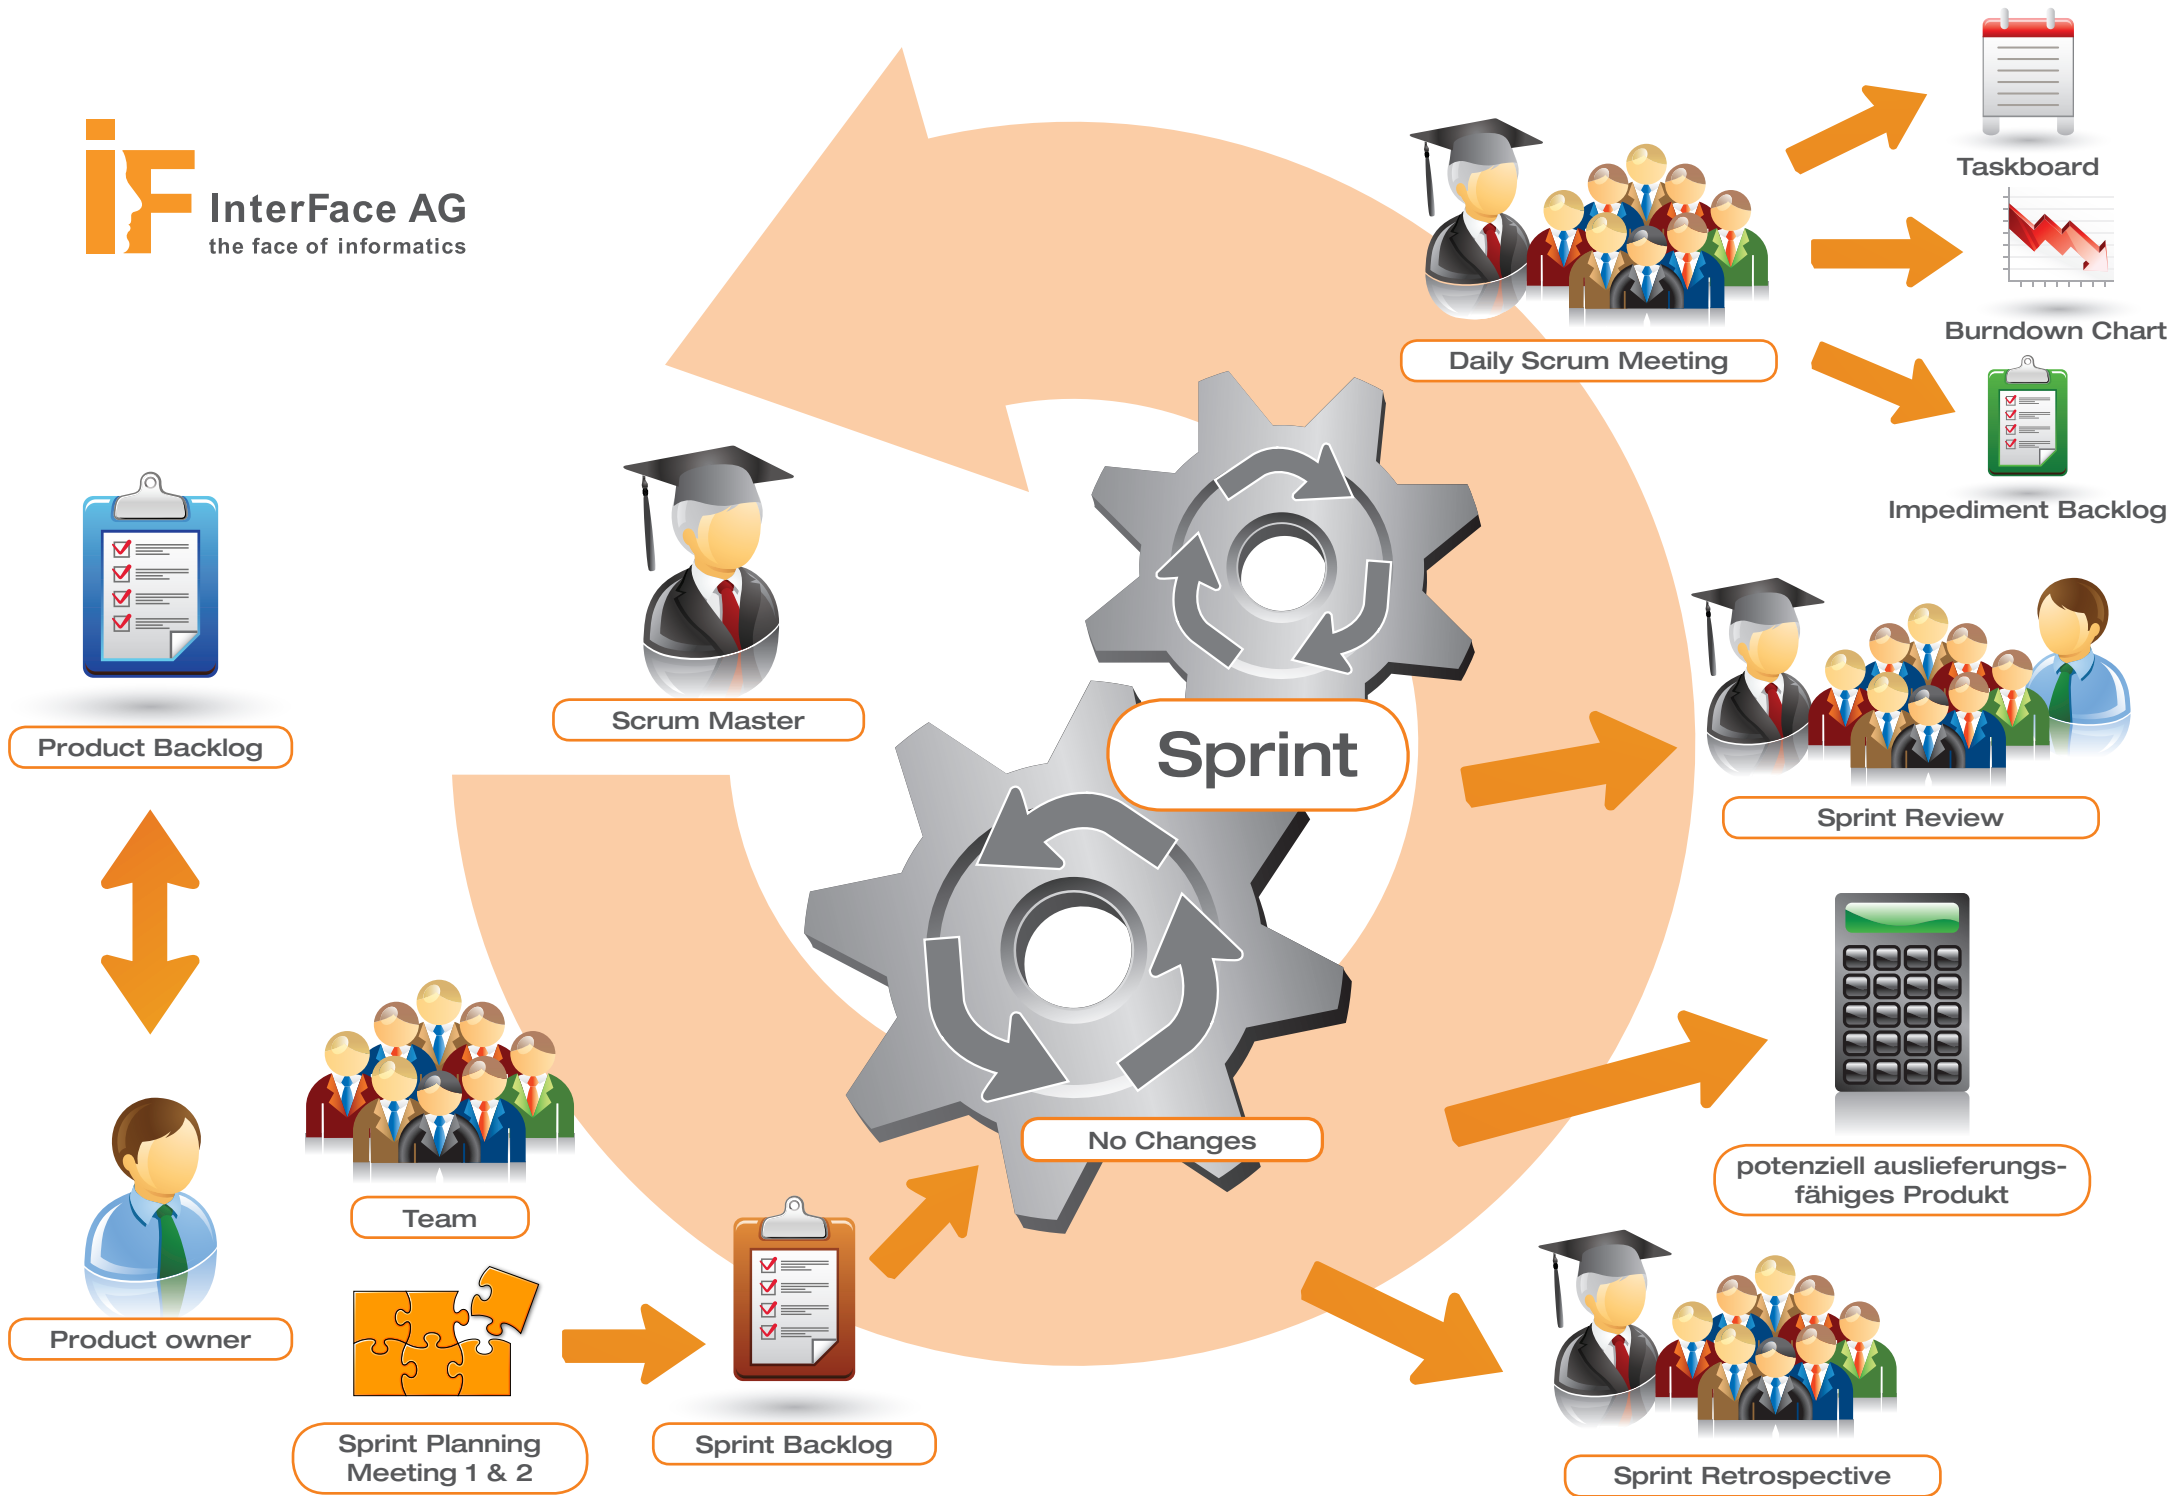 iF
InterFace AG
the face of informatics
Taskboard
Burndown Chart
Daily Scrum Meeting
Impediment Backlog
Product Backlog
Scrum Master
Sprint
Sprint Review
No Changes
potenziell auslieferungs-
fähiges Produkt
Team
Product owner
Sprint Planning
Meeting 1 & 2
Sprint Backlog
Sprint Retrospective